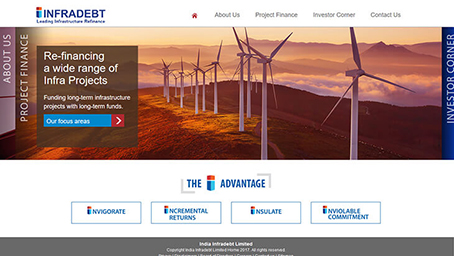 INFRADEBT
Leading Infrastructure Refinance
About Us
Project Finance
Investor Corner
Contact Us
ABOUT US
PROJECT FINANCE
Re-financing
a wide range of
Infra Projects
Funding long-term infrastructure
projects with long-term funds.
Our focus areas
INVESTOR CORNER
THE i ADVANTAGE
iNVIGORATE
iNCREMENTAL
RETURNS
iNSULATE
iNVIOLABLE
COMMITMENT
India Infradebt Limited
Copyright India Infradebt Limited Home 2017. All rights reserved.